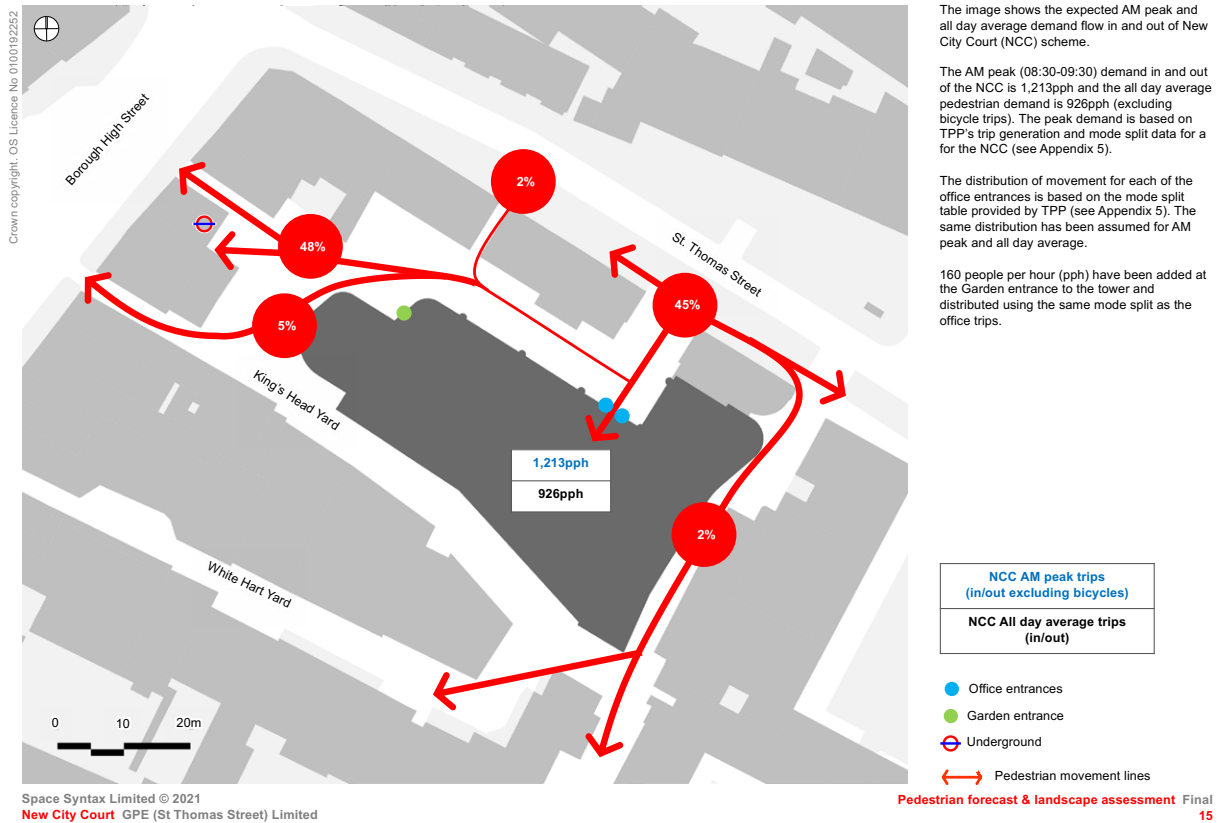 Crown copyright. OS Licence No 0100192252
Borough High Street
2%
48%
St. Thomas Street
45%
5%
King's Head Yard
1,213pph
926pph
2%
White Hart Yard
0 10 20m
The image shows the expected AM peak and
all day average demand flow in and out of New
City Court (NCC) scheme.
The AM peak (08:30-09:30) demand in and out
of the NCC is 1,213pph and the all day average
pedestrian demand is 926pph (excluding
bicycle trips). The peak demand is based on
TPP's trip generation and mode split data for a
for the NCC (see Appendix 5).
The distribution of movement for each of the
office entrances is based on the mode split
table provided by TPP (see Appendix 5). The
same distribution has been assumed for AM
peak and all day average.
160 people per hour (pph) have been added at
the Garden entrance to the tower and
distributed using the same mode split as the
office trips.
NCC AM peak trips
(in/out excluding bicycles)
NCC All day average trips
(in/out)
Office entrances
Garden entrance
Underground
Pedestrian movement lines
Space Syntax Limited © 2021
New City Court GPE (St Thomas Street) Limited
Pedestrian forecast & landscape assessment Final
15